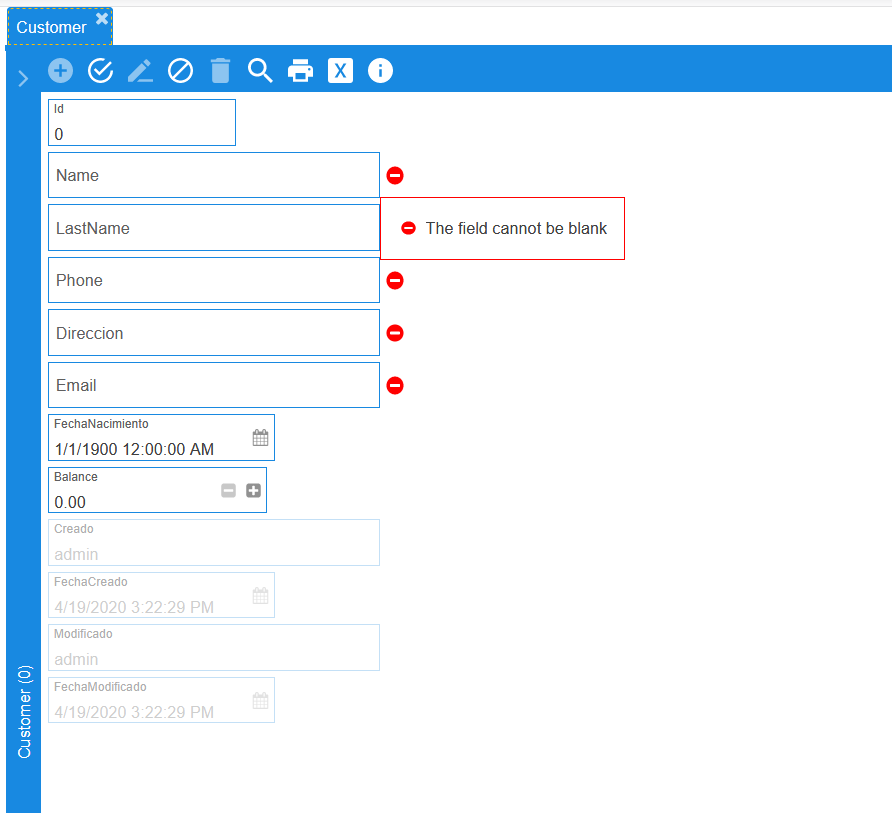 Customer
X
i
Id
0
Name
LastName
The field cannot be blank
Phone
Direccion
Email
FechaNacimiento
1/1/1900 12:00:00 AM
Balance
0.00
Creado
admin
FechaCreado
4/19/2020 3:22:29 PM
Modificado
admin
FechaModificado
4/19/2020 3:22:29 PM
Customer (0)